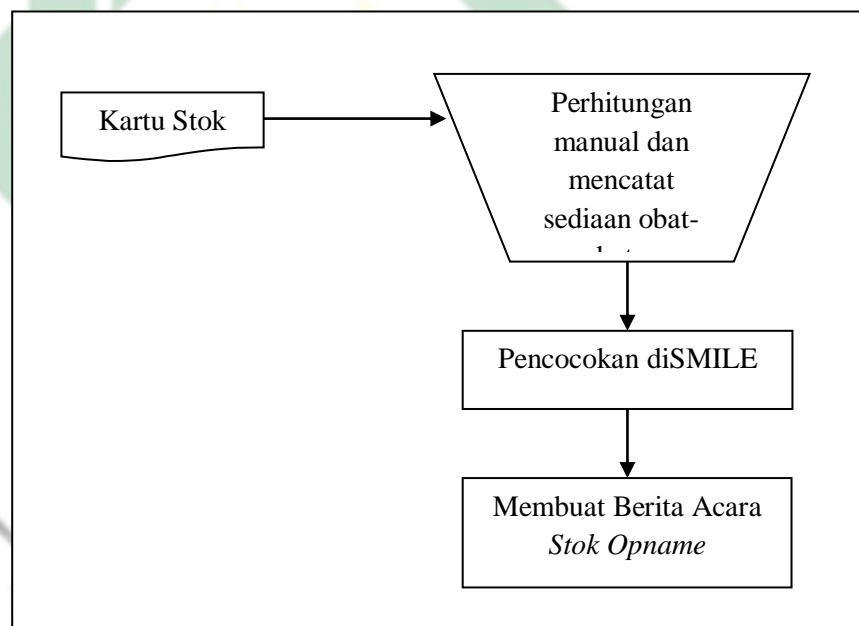 Kartu Stok
Perhitungan
manual dan
mencatat
sediaan obat-
Pencocokan diSMILE
Membuat Berita Acara
Stok Opname